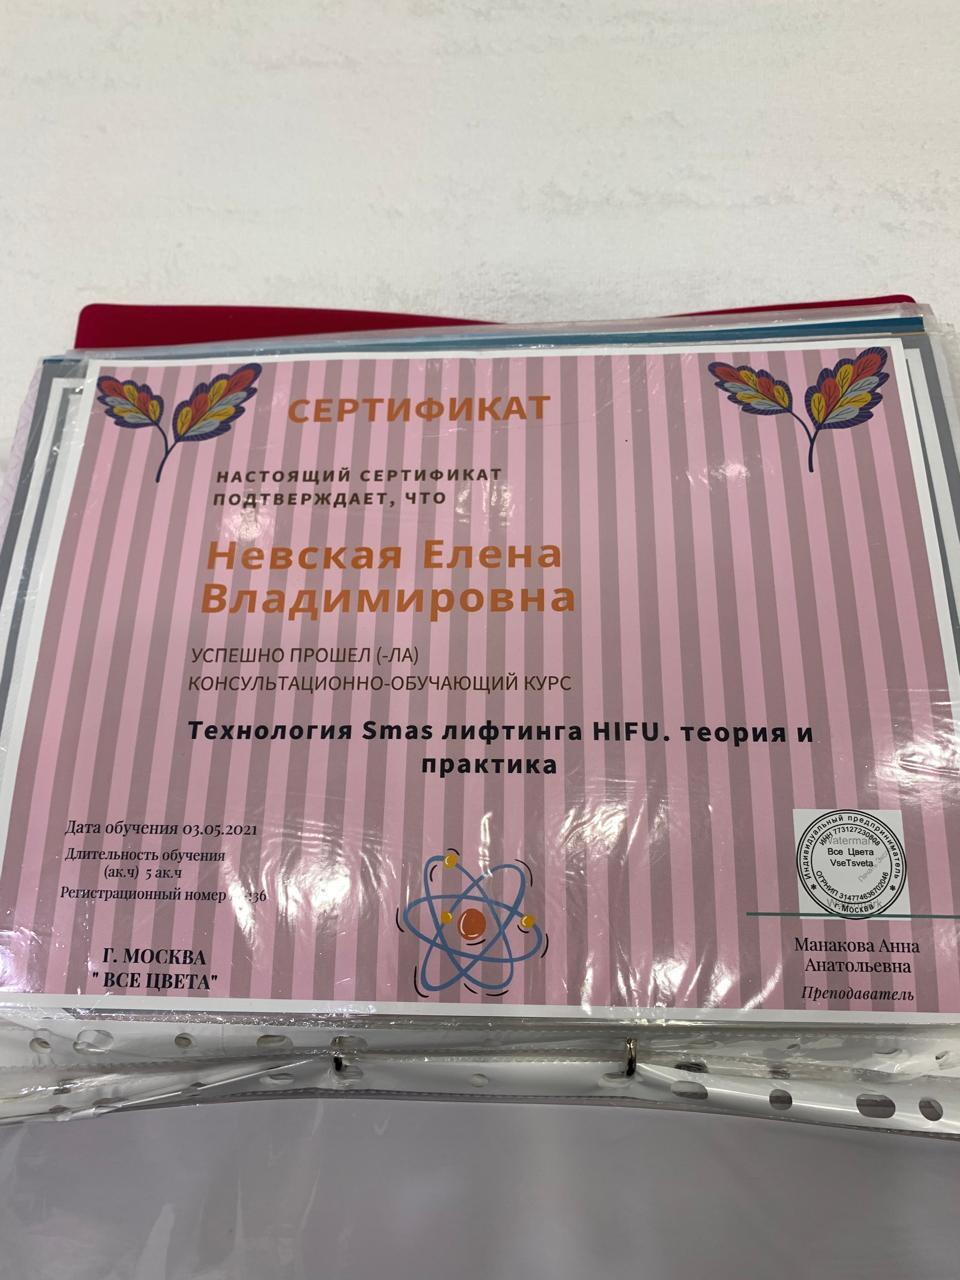 СЕРТИФИКАТ
НАСТОЯЩИЙ СЕРТИФИКАТ
ПОДТВЕРЖДАЕТ, ЧТО
Невская Елена
Владимировна
УСПЕШНО ПРОШЕЛ (-ЛА)
КОНСУЛЬТАЦИОННО-ОБУЧАЮЩИЙ КУРС
Технология Smas лифтинга HIFU. теория и
практика
Дата обучения 03.05.2021
Длительность обучения
(ак.ч) 5 ак.ч
Регистрационный номер
Г. МОСКВА
" ВСЕ ЦВЕТА"
Индивидуальный предприниматель
Все Цвета
VseTsveta
г. Москва
Манакова Анна
Анатольевна
Преподаватель